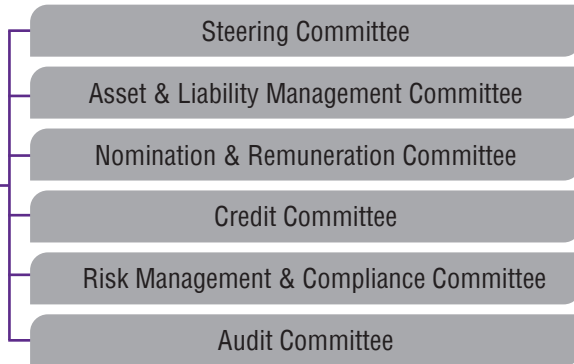 Steering Committee
Asset & Liability Management Committee
Nomination & Remuneration Committee
Credit Committee
Risk Management & Compliance Committee
Audit Committee